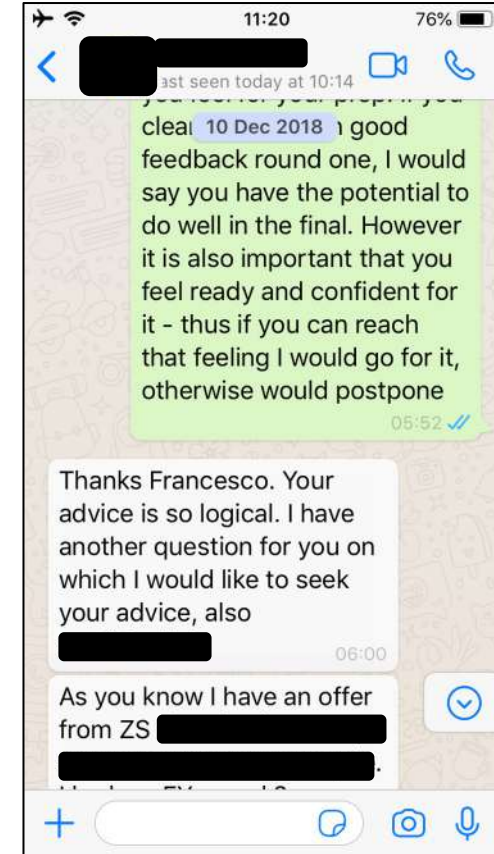 11:20
76%
last seen today at 10:14
10 Dec 2018
clea good
feedback round one, I would
say you have the potential to
do well in the final. However
it is also important that you
feel ready and confident for
it - thus if you can reach
that feeling I would go for it,
otherwise would postpone
05:52
Thanks Francesco. Your
advice is so logical. I have
another question for you on
which I would like to seek
your advice, also
06:00
As you know I have an offer
from ZS
.